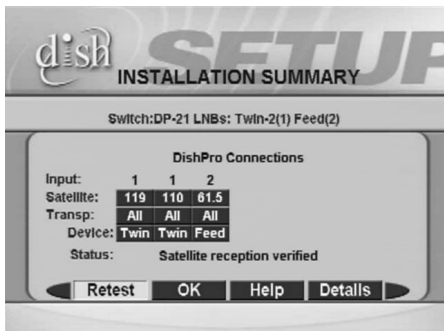 dish
SETUP
INSTALLATION SUMMARY
Switch:DP-21 LNBs: Twin-2(1) Feed(2)
DishPro Connections
Input: 1 1 2
Satellite: 119 110 61.5
Transp: All All All
Device: Twin Twin Feed
Status: Satellite reception verified
Retest OK Help Details